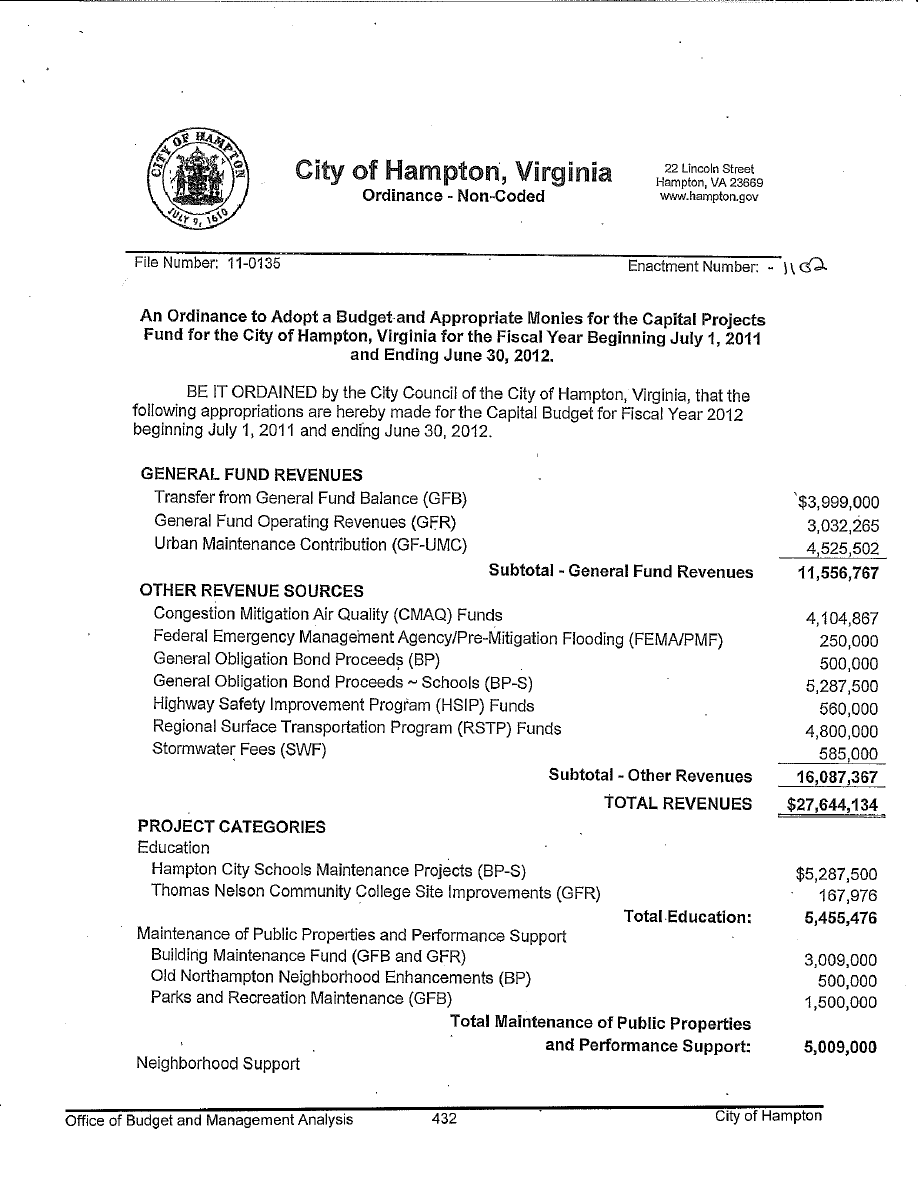 CITY OF HAMPTON
JULY 9, 1610
City of Hampton, Virginia
Ordinance - Non-Coded
22 Lincoln Street
Hampton, VA 23669
www.hampton.gov
File Number: 11-0135
Enactment Number: - 1102
An Ordinance to Adopt a Budget and Appropriate Monies for the Capital Projects
Fund for the City of Hampton, Virginia for the Fiscal Year Beginning July 1, 2011
and Ending June 30, 2012.
BE IT ORDAINED by the City Council of the City of Hampton, Virginia, that the
following appropriations are hereby made for the Capital Budget for Fiscal Year 2012
beginning July 1, 2011 and ending June 30, 2012.
GENERAL FUND REVENUES
Transfer from General Fund Balance (GFB) $3,999,000
General Fund Operating Revenues (GFR) 3,032,265
Urban Maintenance Contribution (GF-UMC) 4,525,502
Subtotal - General Fund Revenues 11,556,767
OTHER REVENUE SOURCES
Congestion Mitigation Air Quality (CMAQ) Funds 4,104,867
Federal Emergency Management Agency/Pre-Mitigation Flooding (FEMA/PMF) 250,000
General Obligation Bond Proceeds (BP) 500,000
General Obligation Bond Proceeds ~ Schools (BP-S) 5,287,500
Highway Safety Improvement Program (HSIP) Funds 560,000
Regional Surface Transportation Program (RSTP) Funds 4,800,000
Stormwater Fees (SWF) 585,000
Subtotal - Other Revenues 16,087,367
TOTAL REVENUES $27,644,134
PROJECT CATEGORIES
Education
Hampton City Schools Maintenance Projects (BP-S) $5,287,500
Thomas Nelson Community College Site Improvements (GFR) 167,976
Total Education: 5,455,476
Maintenance of Public Properties and Performance Support
Building Maintenance Fund (GFB and GFR) 3,009,000
Old Northampton Neighborhood Enhancements (BP) 500,000
Parks and Recreation Maintenance (GFB) 1,500,000
Total Maintenance of Public Properties
and Performance Support: 5,009,000
Neighborhood Support
Office of Budget and Management Analysis 432 City of Hampton